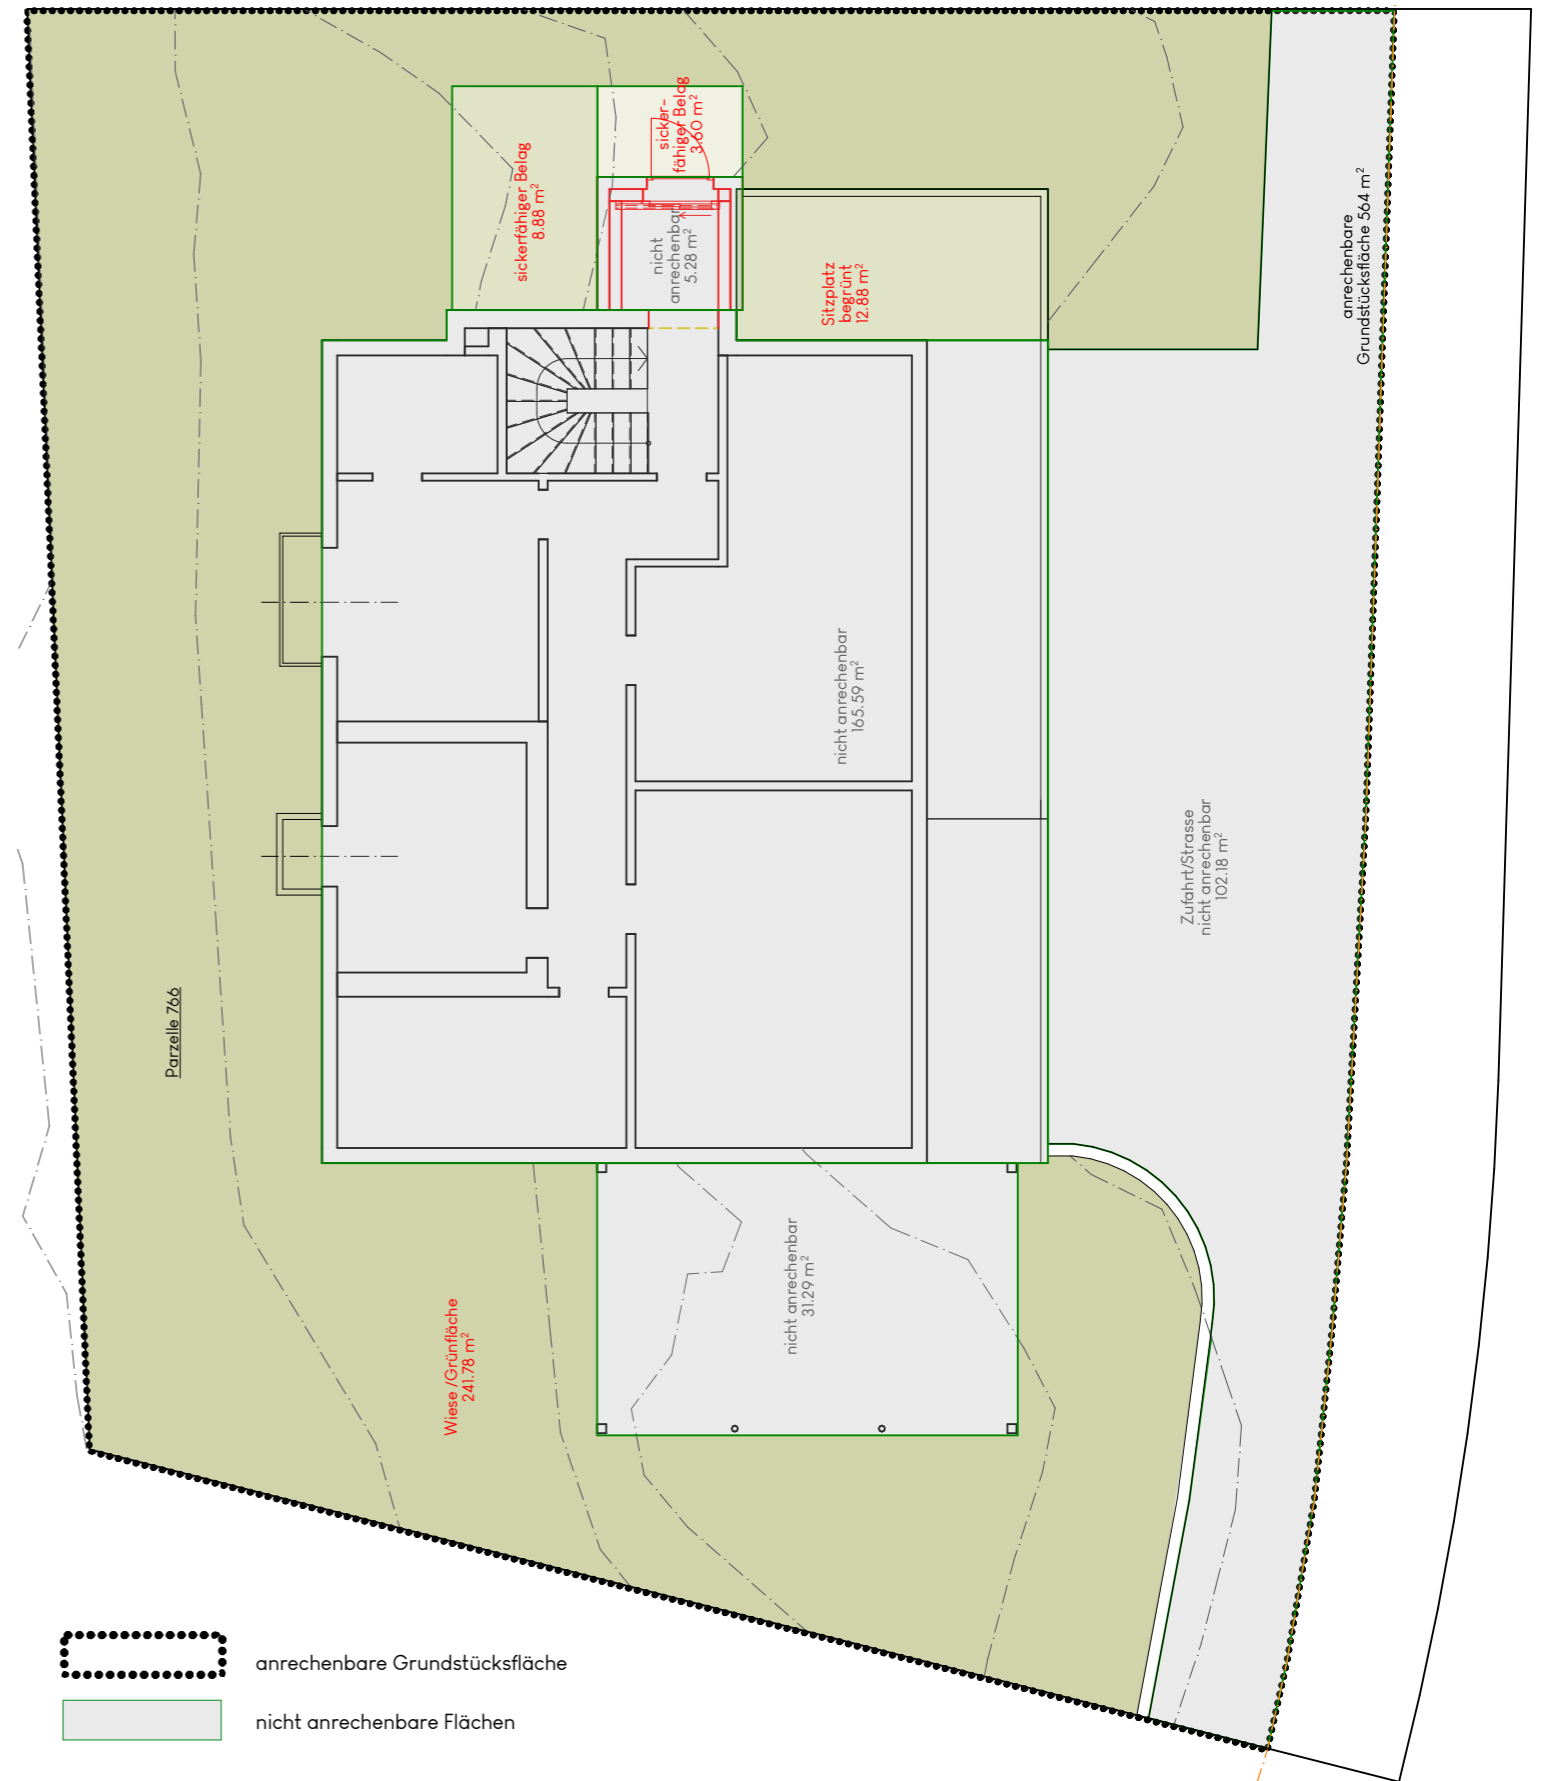 sicker-
fähiger Belag
3.60 m²
sickerfähiger Belag
8.88 m²
nicht
anrechenbar
5.28 m²
Sitzplatz
begrünt
12.88 m²
anrechenbare
Grundstücksfläche 564 m²
nicht anrechenbar
165.59 m²
Zufahrt/Strasse
nicht anrechenbar
102.18 m²
Parzelle 766
nicht anrechenbar
31.29 m²
Wiese /Grünfläche
241.78 m²
anrechenbare Grundstücksfläche
nicht anrechenbare Flächen